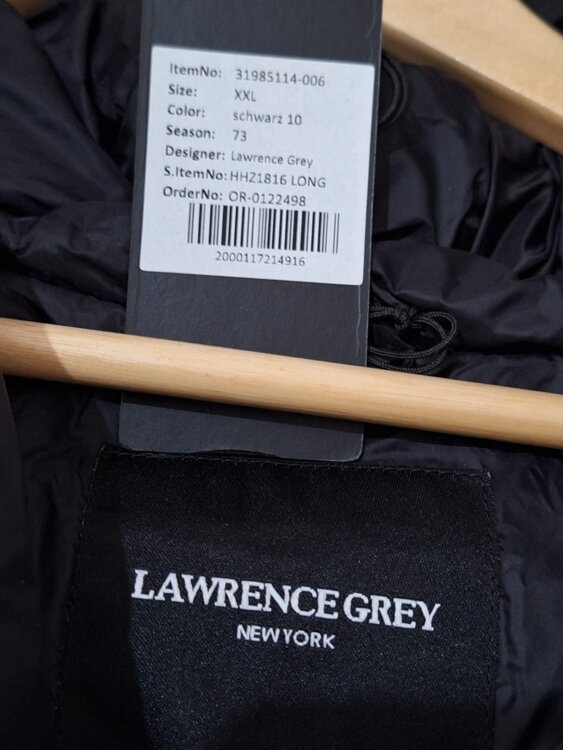 ItemNo: 31985114-006
Size: XXL
Color: schwarz 10
Season: 73
Designer: Lawrence Grey
S.ItemNo: HHZ1816 LONG
OrderNo: OR-0122498
2000117214916
LAWRENCE GREY
NEW YORK